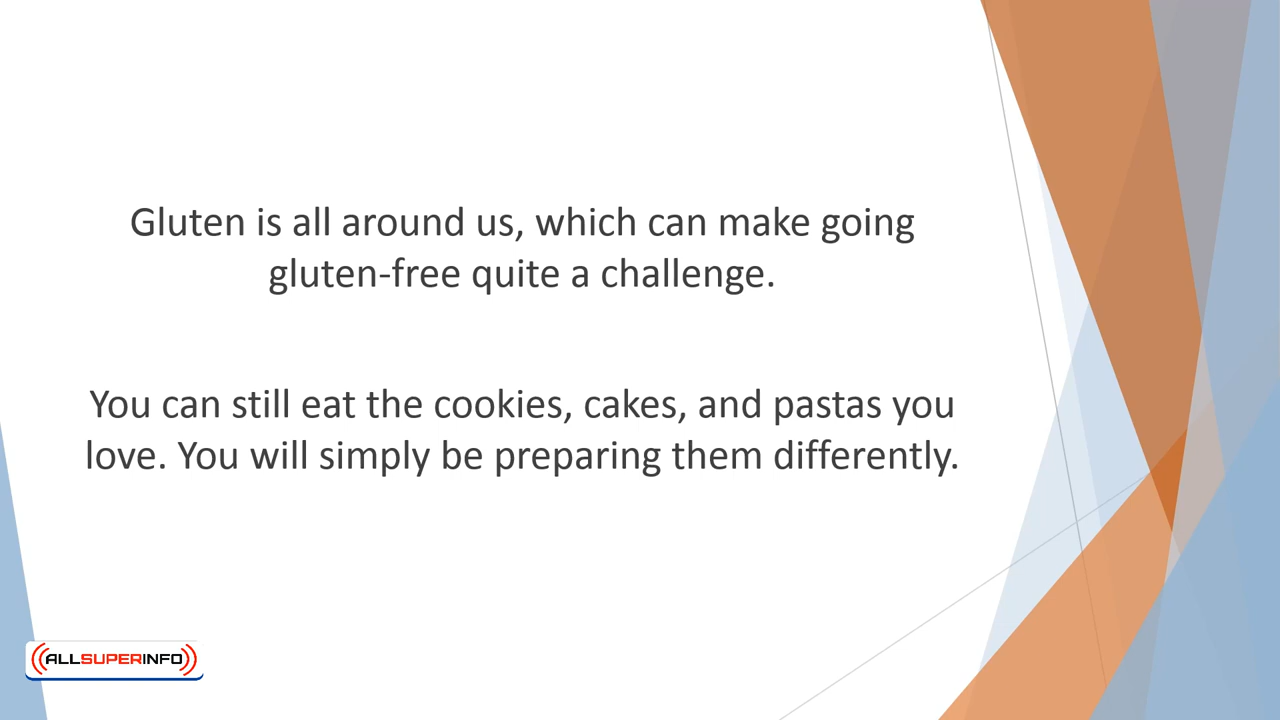 Gluten is all around us, which can make going
gluten-free quite a challenge.
You can still eat the cookies, cakes, and pastas you
love. You will simply be preparing them differently.
ALLSUPERINFO